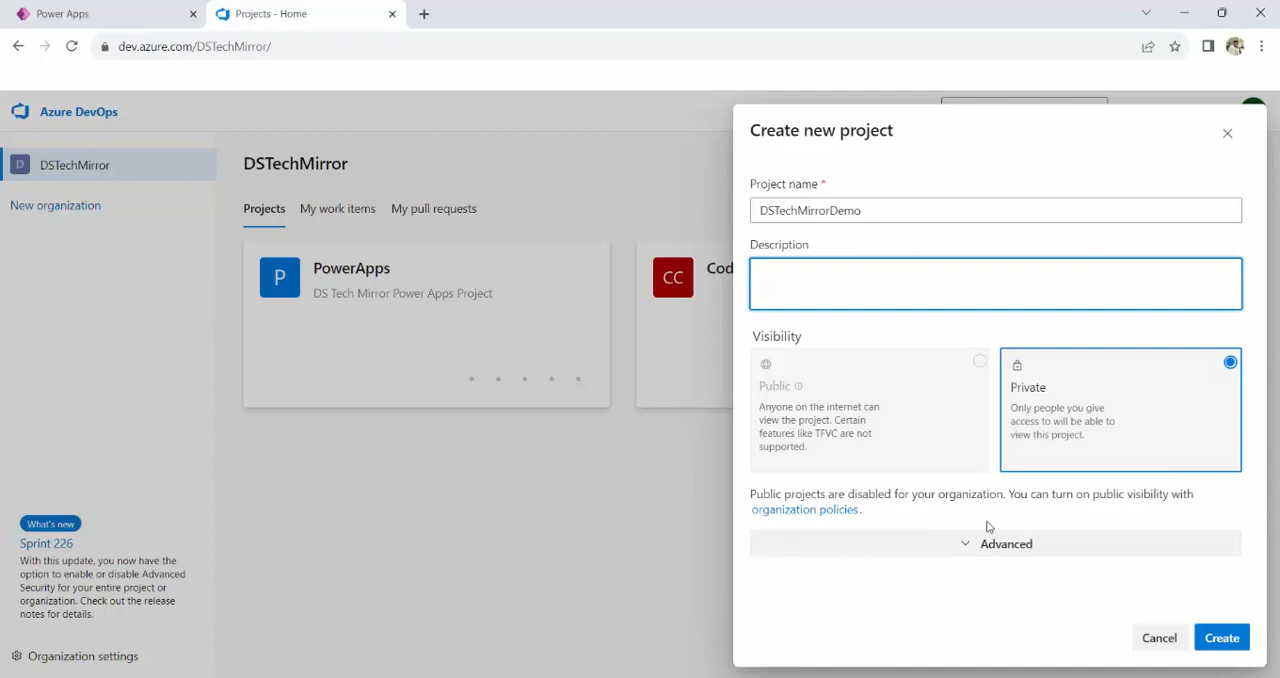 Power Apps
Projects - Home
dev.azure.com/DSTechMirror/
Azure DevOps
D DSTechMirror
New organization
What's new
Sprint 226
With this update, you now have the
option to enable or disable Advanced
Security for your entire project or
organization. Check out the release
notes for details.
Organization settings
DSTechMirror
Projects My work items My pull requests
P PowerApps
DS Tech Mirror Power Apps Project
CC Cod
Create new project
Project name *
DSTechMirrorDemo
Description
Visibility
Public
Anyone on the internet can
view the project. Certain
features like TFVC are not
supported.
Private
Only people you give
access to will be able to
view this project.
Public projects are disabled for your organization. You can turn on public visibility with
organization policies.
Advanced
Cancel Create